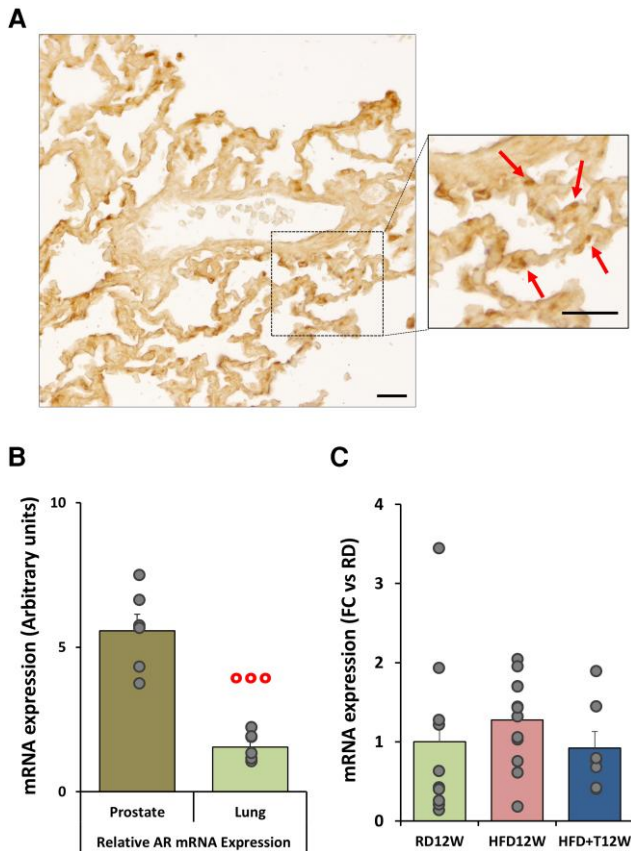 A
B
mRNA expression (Arbitrary units)
10
5
0
Prostate
Lung
Relative AR mRNA Expression
C
mRNA expression (FC vs RD)
4
3
2
1
0
RD12W
HFD12W
HFD+T12W